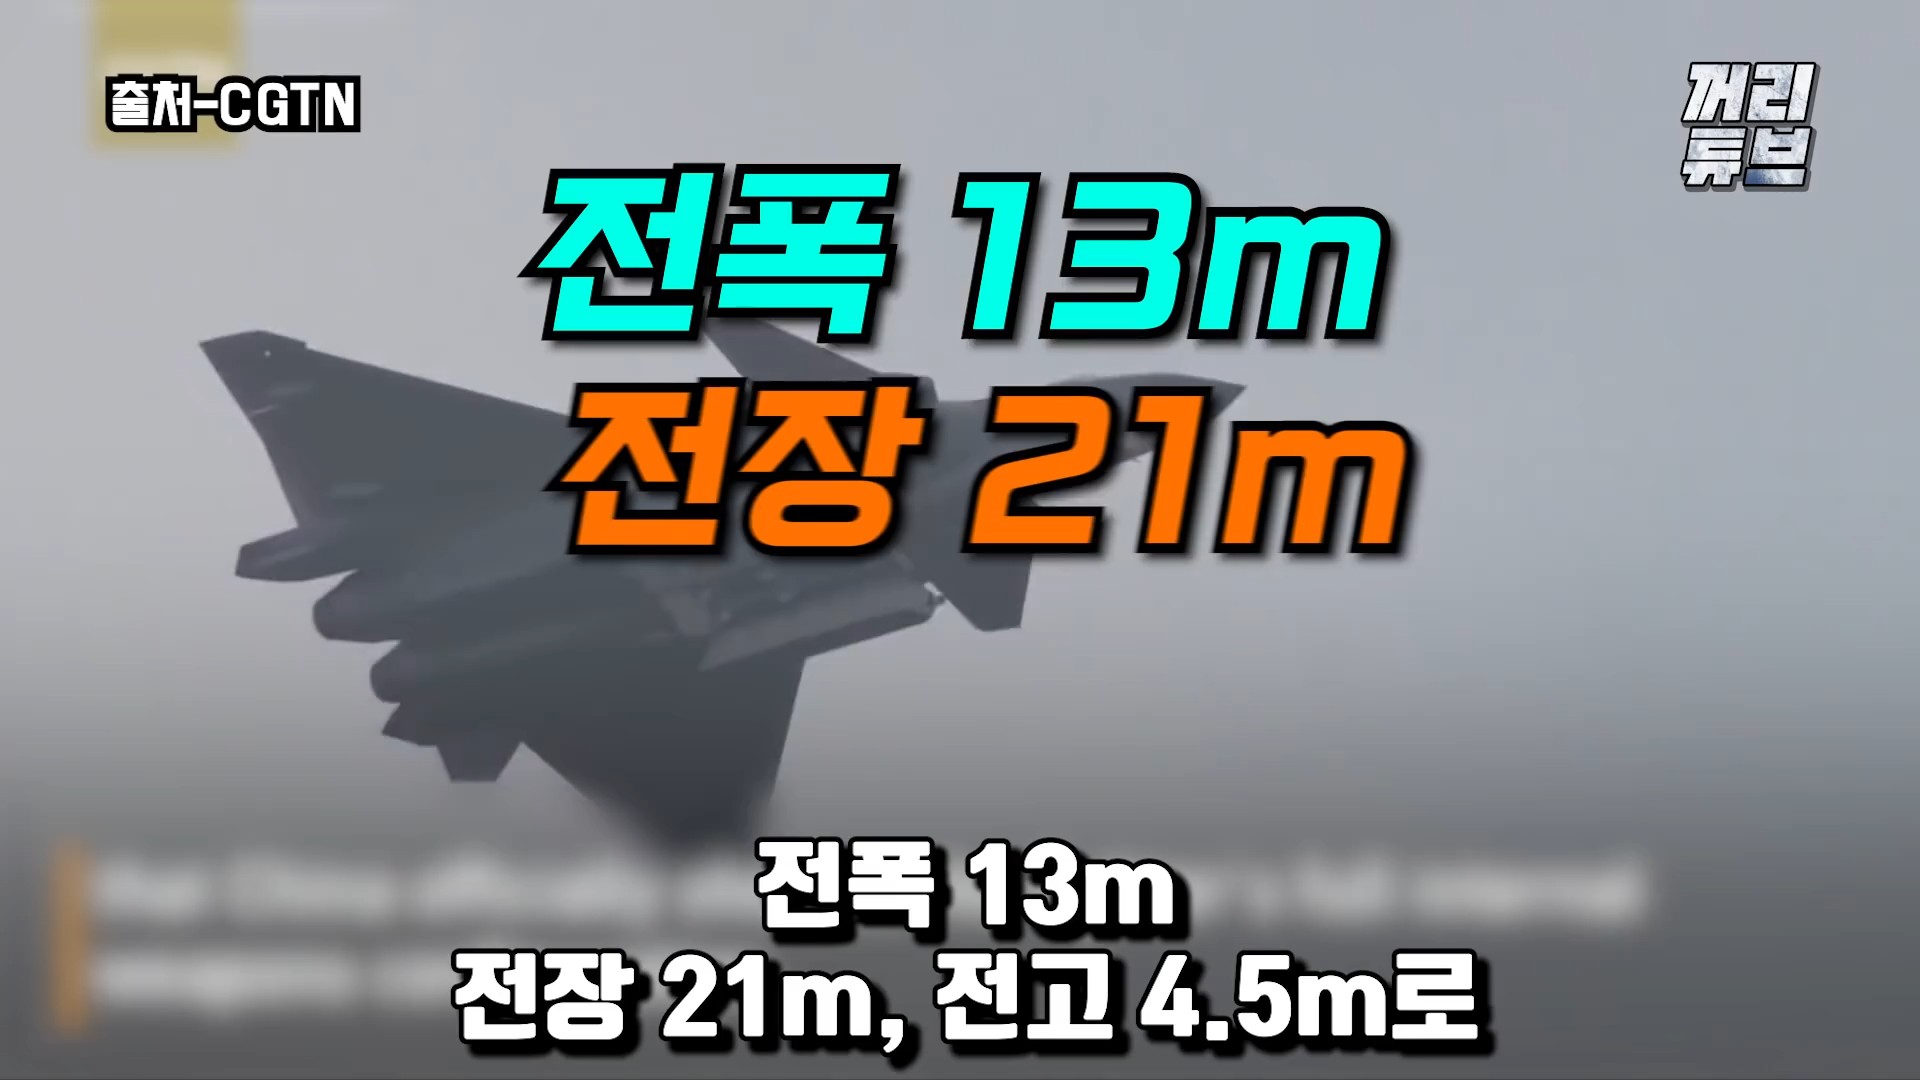 출처-CGTN
꺼리
튜브
전폭 13m
전장 21m
전폭 13m
전장 21m, 전고 4.5m로